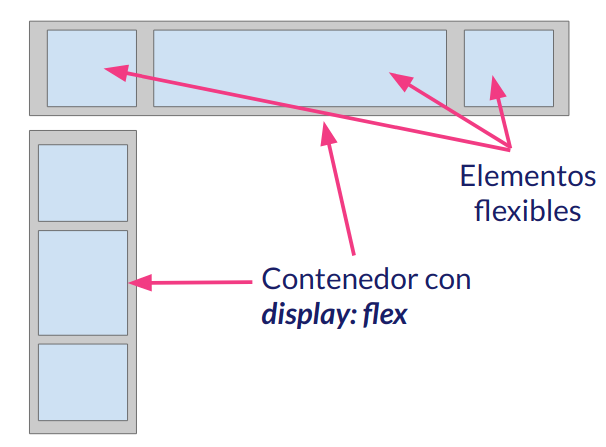 Elementos
flexibles
Contenedor con
display: flex